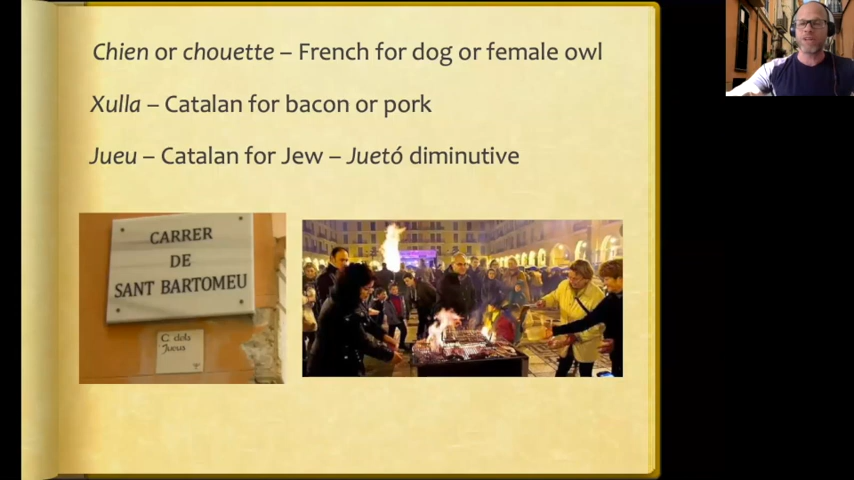 Chien or chouette – French for dog or female owl
Xulla – Catalan for bacon or pork
Jueu – Catalan for Jew – Juetó diminutive
CARRER
DE
SANT BARTOMEU
C dels
Jueus